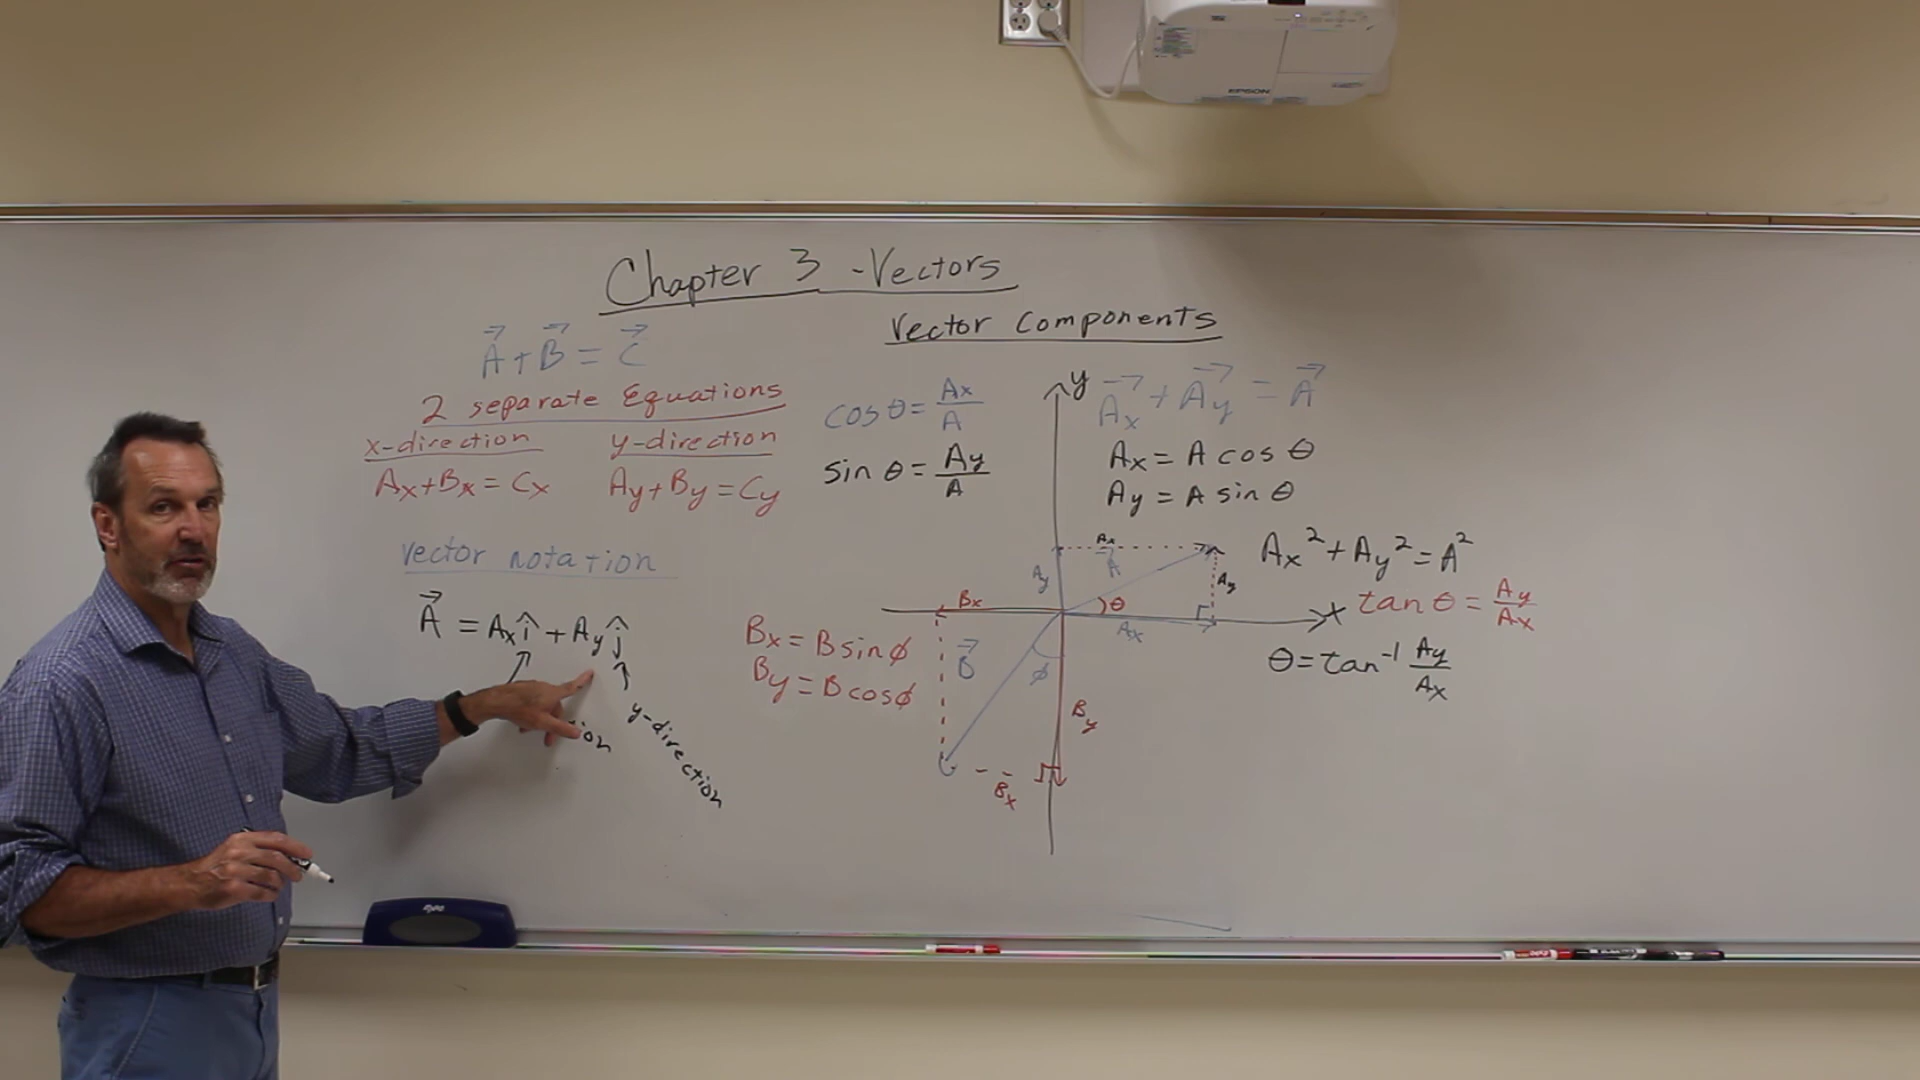 EPSON
Chapter 3 - Vectors
A⃗ + B⃗ = C⃗
2 separate Equations
x-direction
Ax + Bx = Cx
y-direction
Ay + By = Cy
vector notation
A⃗ = Ax î + Ay ĵ
y-direction
Vector Components
cos θ = Ax/A
sin θ = Ay/A
y
A⃗x + A⃗y = A⃗
Ax = A cos θ
Ay = A sin θ
Ax² + Ay² = A²
tan θ = Ay/Ax
θ = tan⁻¹ Ay/Ax
Ax
A⃗
Ay
Ay
θ
Ax
x
Bx
Bx = B sin ϕ
By = B cos ϕ
B⃗
ϕ
By
Bx
expo